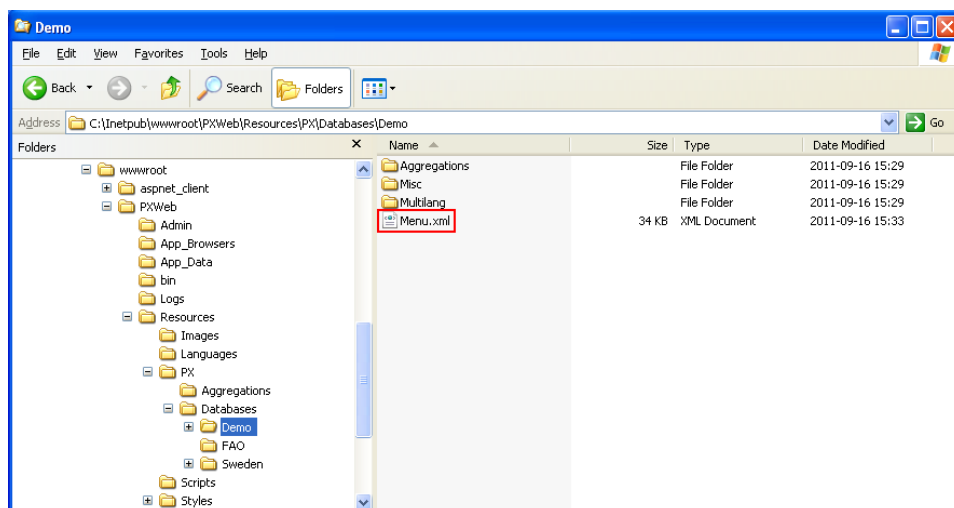 Demo
File Edit View Favorites Tools Help
Back Search Folders
Address C:\Inetpub\wwwroot\PXWeb\Resources\PX\Databases\Demo Go
Folders
wwwroot
aspnet_client
PXWeb
Admin
App_Browsers
App_Data
bin
Logs
Resources
Images
Languages
PX
Aggregations
Databases
Demo
FAO
Sweden
Scripts
Styles
Name Size Type Date Modified
Aggregations File Folder 2011-09-16 15:29
Misc File Folder 2011-09-16 15:29
Multilang File Folder 2011-09-16 15:29
Menu.xml 34 KB XML Document 2011-09-16 15:33